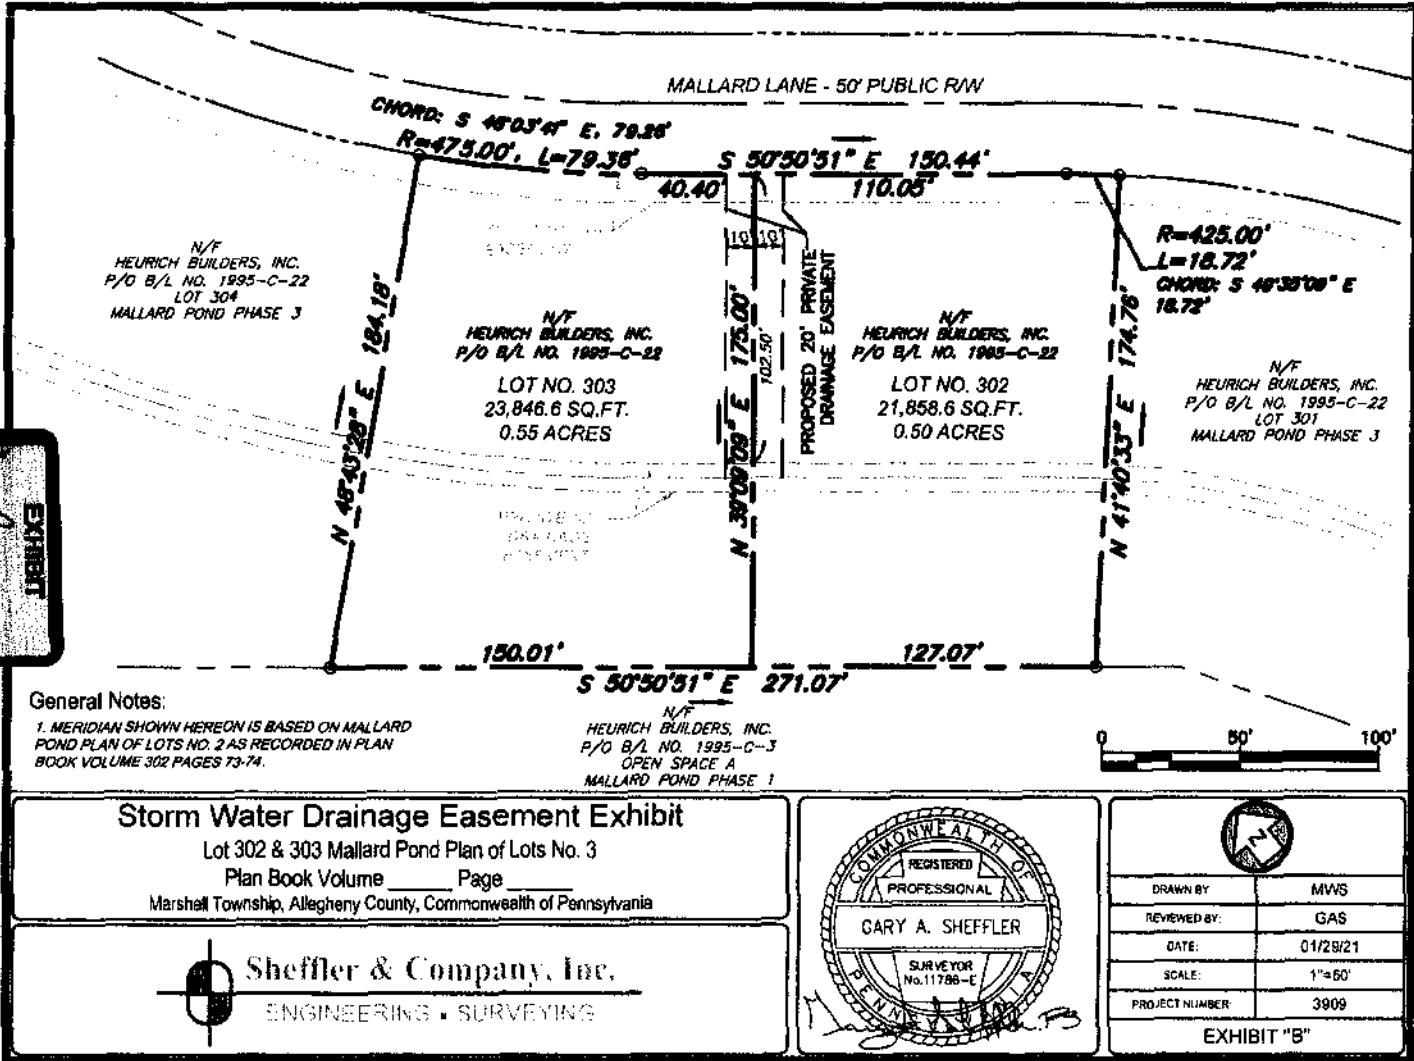 MALLARD LANE - 50' PUBLIC R/W
CHORD: S 46°03'41" E, 79.26'
R=475.00', L=79.36'
S 50°50'51" E 150.44'
40.40'
110.05'
R=425.00'
L=18.72'
18.72'
N/F
HEURICH BUILDERS, INC.
P/O B/L NO. 1995-C-22
LOT 304
MALLARD POND PHASE 3
N 48°43'28" E 184.18'
N/F
HEURICH BUILDERS, INC.
P/O B/L NO. 1995-C-22
LOT NO. 303
23,846.6 SQ.FT.
0.55 ACRES
10' 10'
N 39°09'09" E 175.00'
102.50'
PROPOSED 20' PRIVATE
DRAINAGE EASEMENT
N/F
HEURICH BUILDERS, INC.
P/O B/L NO. 1995-C-22
LOT NO. 302
21,858.6 SQ.FT.
0.50 ACRES
N 41°40'33" E 174.76'
N/F
HEURICH BUILDERS, INC.
P/O B/L NO. 1995-C-22
LOT 301
MALLARD POND PHASE 3
EXHIBIT
150.01'
127.07'
S 50°50'51" E 271.07'
N/F
HEURICH BUILDERS, INC.
P/O B/L NO. 1995-C-3
OPEN SPACE A
MALLARD POND PHASE 1
General Notes:
1. MERIDIAN SHOWN HEREON IS BASED ON MALLARD
POND PLAN OF LOTS NO. 2 AS RECORDED IN PLAN
BOOK VOLUME 302 PAGES 73-74.
0 50' 100'
Storm Water Drainage Easement Exhibit
Lot 302 & 303 Mallard Pond Plan of Lots No. 3
Plan Book Volume ______ Page ______
Marshall Township, Allegheny County, Commonwealth of Pennsylvania
Sheffler & Company, Inc.
ENGINEERING • SURVEYING
COMMONWEALTH OF
REGISTERED
PROFESSIONAL
GARY A. SHEFFLER
SURVEYOR
No.11786-E
N
DRAWN BY MWS
REVIEWED BY: GAS
DATE: 01/29/21
SCALE: 1"=50'
PROJECT NUMBER 3909
EXHIBIT "B"